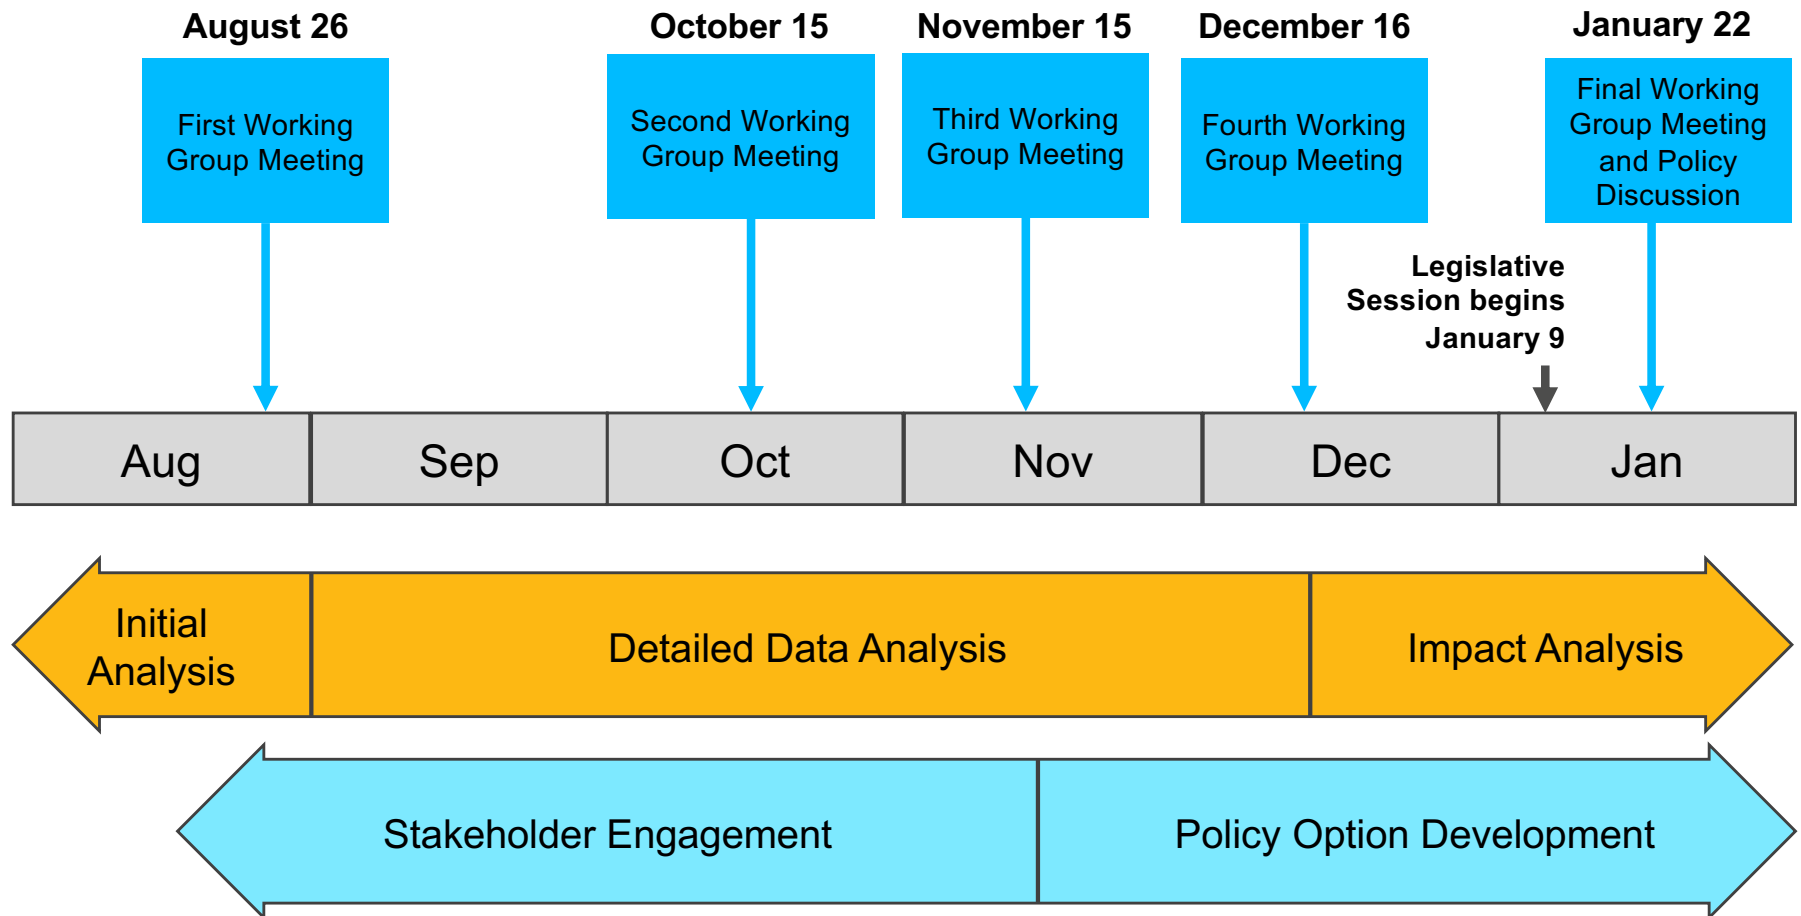 August 26
October 15
November 15
December 16
January 22
First Working
Group Meeting
Second Working
Group Meeting
Third Working
Group Meeting
Fourth Working
Group Meeting
Final Working
Group Meeting
and Policy
Discussion
Legislative
Session begins
January 9
Aug
Sep
Oct
Nov
Dec
Jan
Initial
Analysis
Detailed Data Analysis
Impact Analysis
Stakeholder Engagement
Policy Option Development